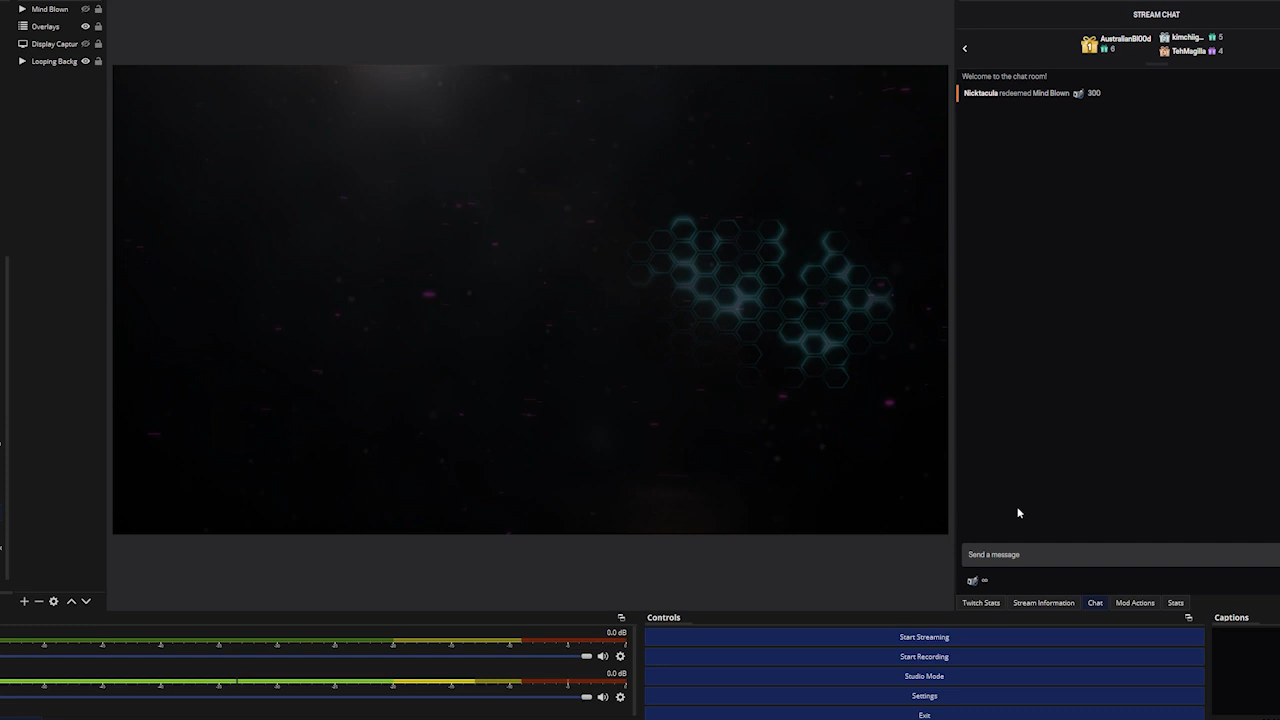 Mind Blown
Overlays
Display Captur
Looping Backg
STREAM CHAT
1 AustralianBl00d 6
kimchiig... 5
TehMagilla 4
Welcome to the chat room!
Nicktacula redeemed Mind Blown 300
Send a message
∞
Twitch Stats Stream Information Chat Mod Actions Stats
Controls
Captions
0.0 dB
0.0 dB
Start Streaming
Start Recording
Studio Mode
Settings
Exit